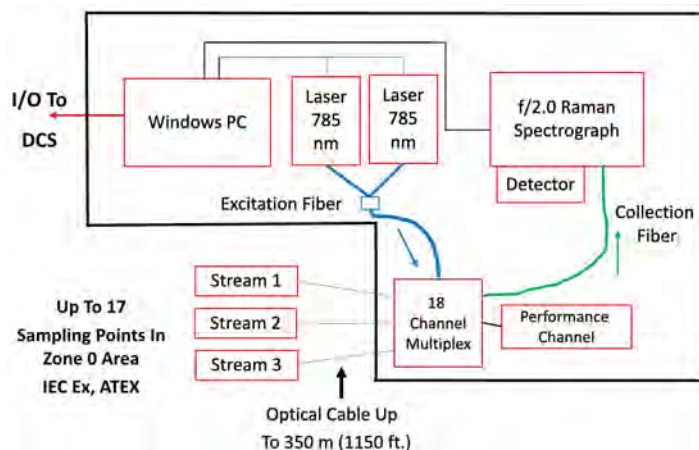 I/O To
DCS
Windows PC
Laser
785
nm
Laser
785
nm
f/2.0 Raman
Spectrograph
Detector
Excitation Fiber
Collection
Fiber
Stream 1
Stream 2
Stream 3
18
Channel
Multiplex
Performance
Channel
Up To 17
Sampling Points In
Zone 0 Area
IEC Ex, ATEX
Optical Cable Up
To 350 m (1150 ft.)